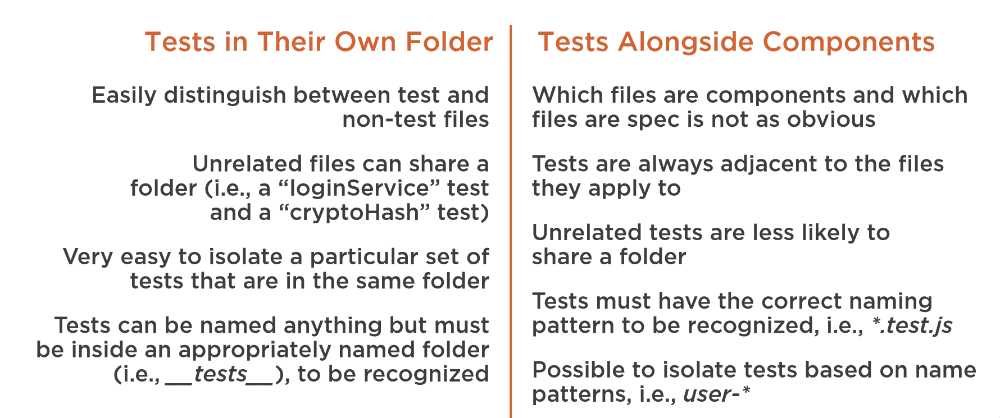 Tests in Their Own Folder
Easily distinguish between test and
non-test files
Unrelated files can share a
folder (i.e., a “loginService” test
and a “cryptoHash” test)
Very easy to isolate a particular set of
tests that are in the same folder
Tests can be named anything but must
be inside an appropriately named folder
(i.e., __tests__), to be recognized
Tests Alongside Components
Which files are components and which
files are spec is not as obvious
Tests are always adjacent to the files
they apply to
Unrelated tests are less likely to
share a folder
Tests must have the correct naming
pattern to be recognized, i.e., *.test.js
Possible to isolate tests based on name
patterns, i.e., user-*